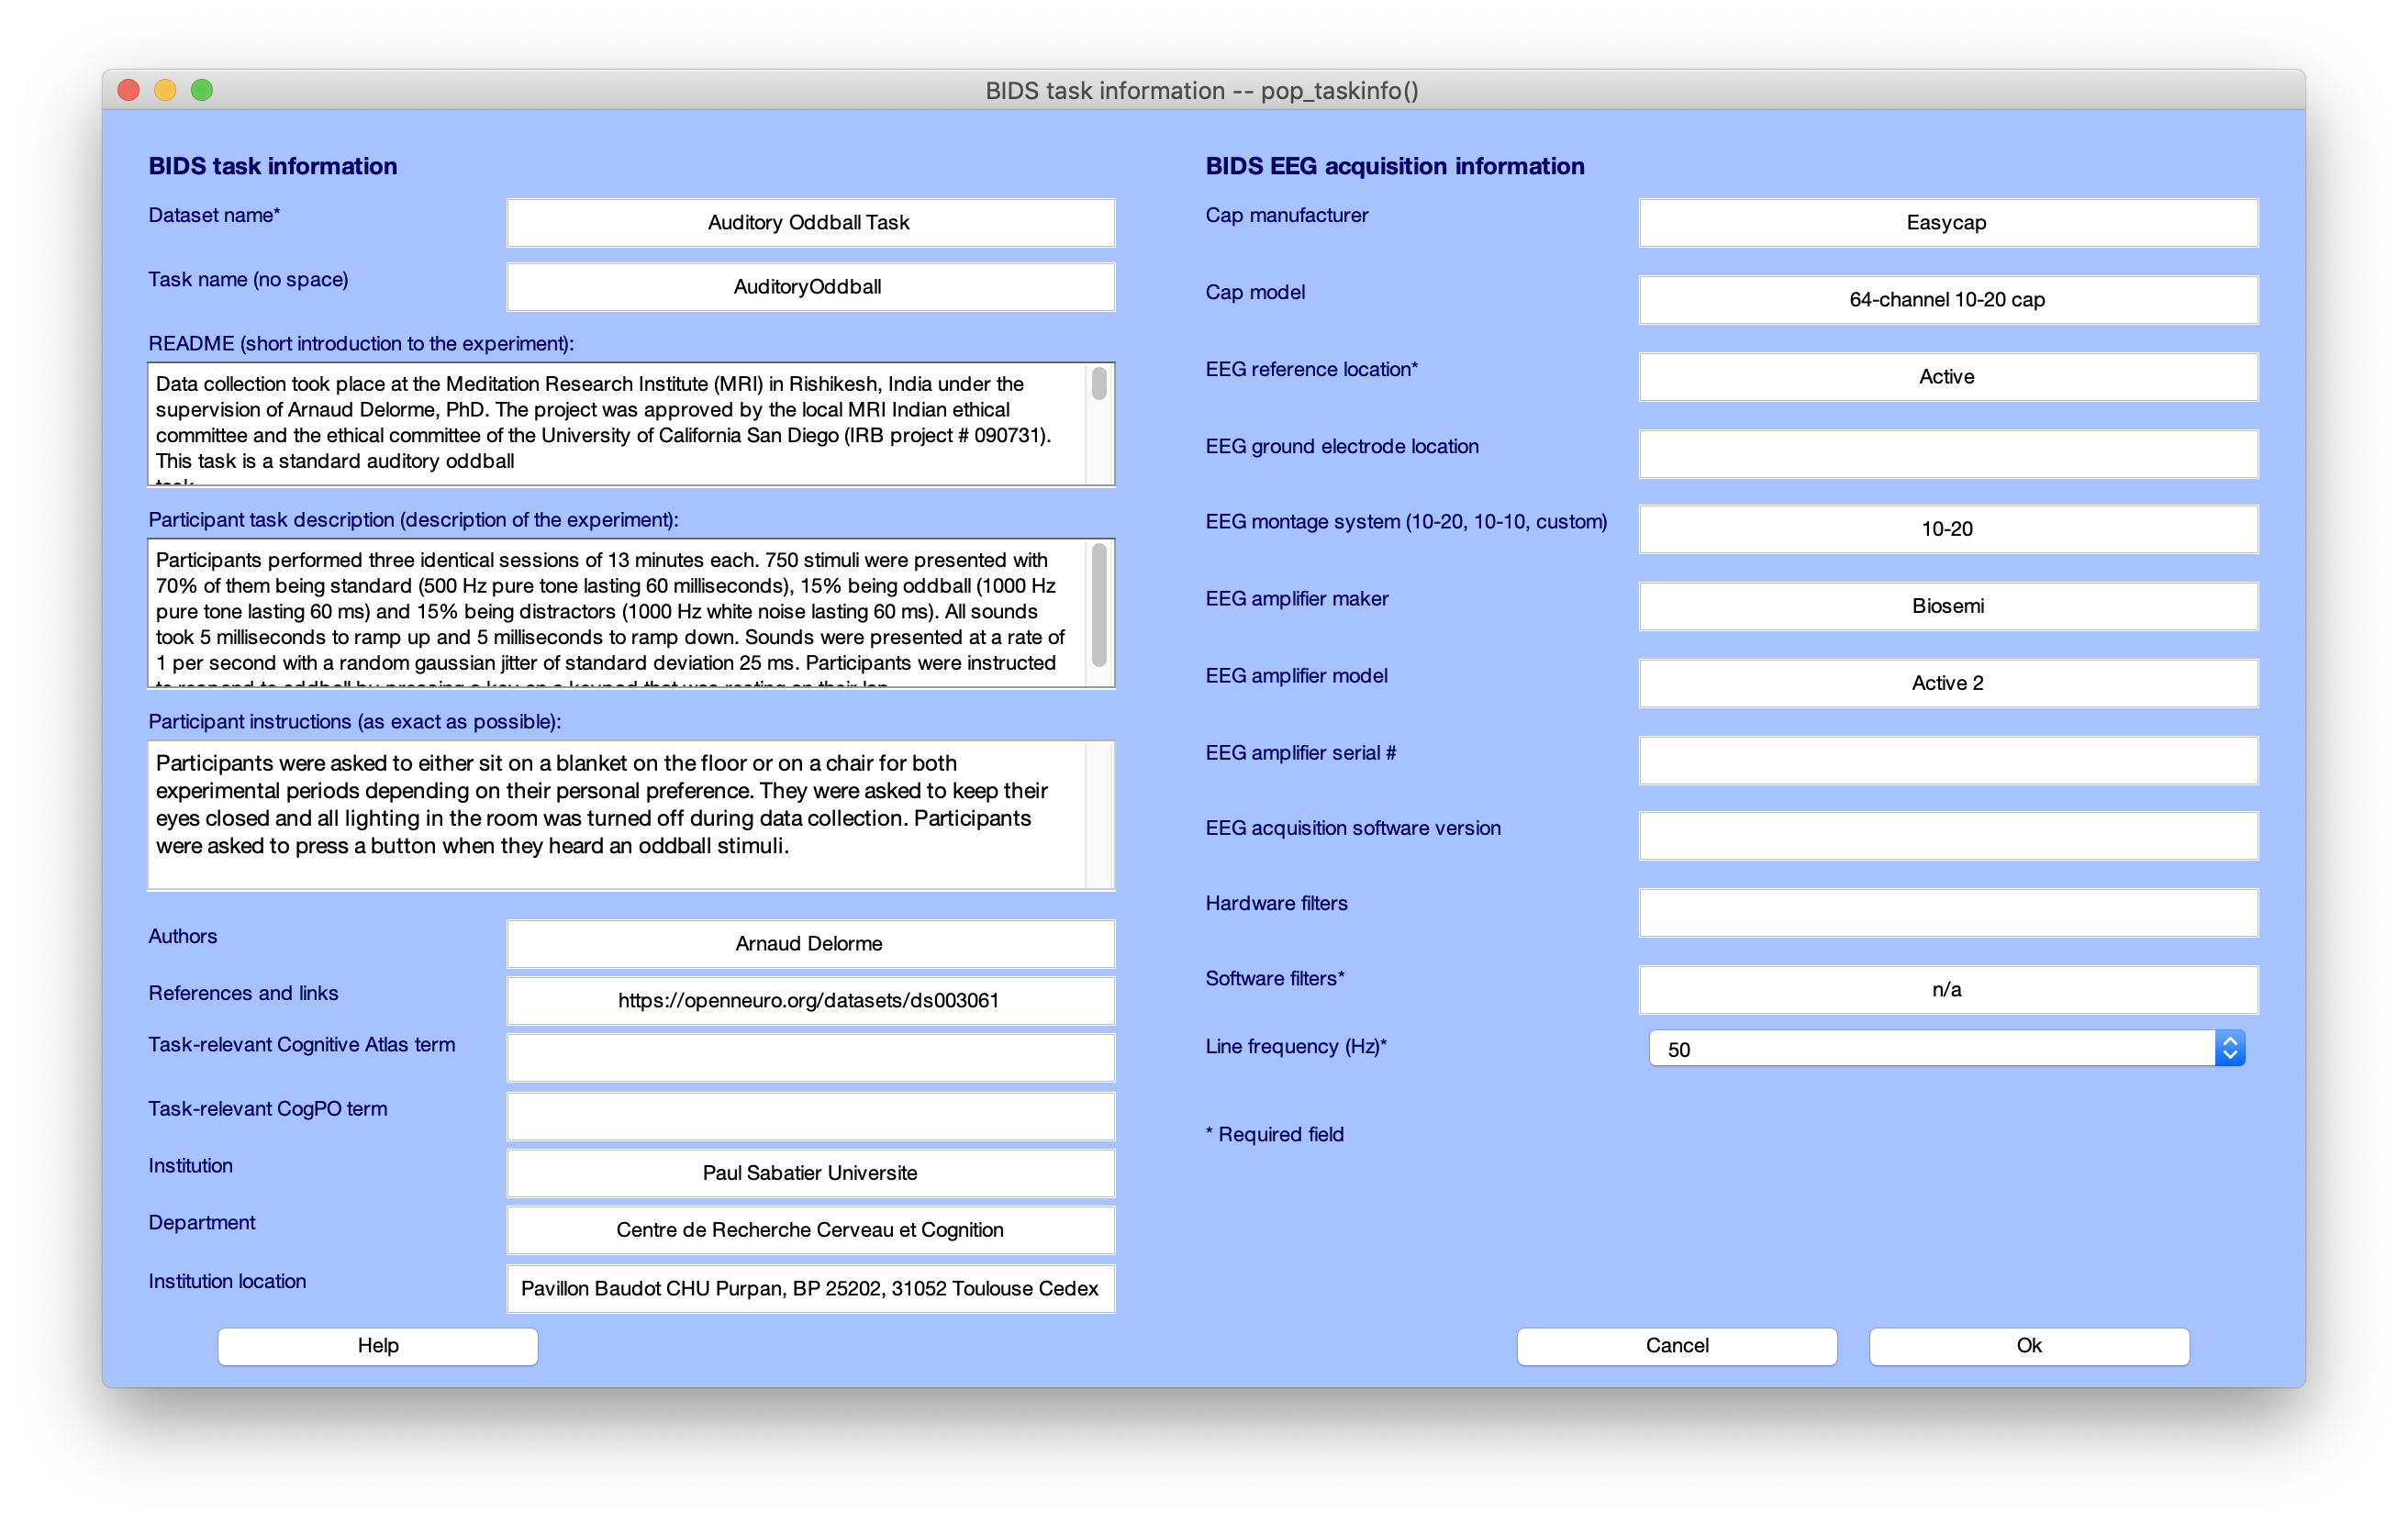 BIDS task information -- pop_taskinfo()
BIDS task information
Dataset name*
Auditory Oddball Task
Task name (no space)
AuditoryOddball
README (short introduction to the experiment):
Data collection took place at the Meditation Research Institute (MRI) in Rishikesh, India under the
supervision of Arnaud Delorme, PhD. The project was approved by the local MRI Indian ethical
committee and the ethical committee of the University of California San Diego (IRB project # 090731).
This task is a standard auditory oddball
task
Participant task description (description of the experiment):
Participants performed three identical sessions of 13 minutes each. 750 stimuli were presented with
70% of them being standard (500 Hz pure tone lasting 60 milliseconds), 15% being oddball (1000 Hz
pure tone lasting 60 ms) and 15% being distractors (1000 Hz white noise lasting 60 ms). All sounds
took 5 milliseconds to ramp up and 5 milliseconds to ramp down. Sounds were presented at a rate of
1 per second with a random gaussian jitter of standard deviation 25 ms. Participants were instructed
to respond to oddball by pressing a key on a keypad that was resting on their lap
Participant instructions (as exact as possible):
Participants were asked to either sit on a blanket on the floor or on a chair for both
experimental periods depending on their personal preference. They were asked to keep their
eyes closed and all lighting in the room was turned off during data collection. Participants
were asked to press a button when they heard an oddball stimuli.
Authors
Arnaud Delorme
References and links
https://openneuro.org/datasets/ds003061
Task-relevant Cognitive Atlas term
Task-relevant CogPO term
Institution
Paul Sabatier Universite
Department
Centre de Recherche Cerveau et Cognition
Institution location
Pavillon Baudot CHU Purpan, BP 25202, 31052 Toulouse Cedex
Help
BIDS EEG acquisition information
Cap manufacturer
Easycap
Cap model
64-channel 10-20 cap
EEG reference location*
Active
EEG ground electrode location
EEG montage system (10-20, 10-10, custom)
10-20
EEG amplifier maker
Biosemi
EEG amplifier model
Active 2
EEG amplifier serial #
EEG acquisition software version
Hardware filters
Software filters*
n/a
Line frequency (Hz)*
50
* Required field
Cancel
Ok